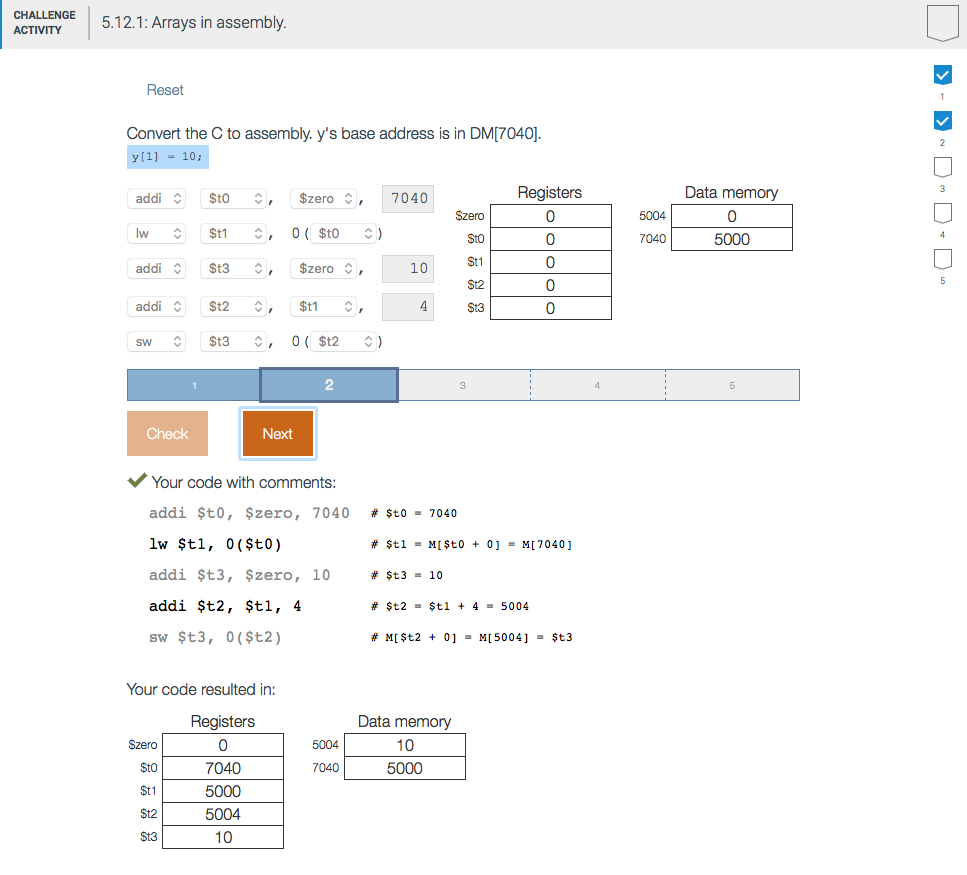 CHALLENGE
ACTIVITY
5.12.1: Arrays in assembly.
Reset
1
2
3
4
5
Convert the C to assembly. y's base address is in DM[7040].
y[1] = 10;
addi $t0 , $zero , 7040
lw $t1 , 0 ( $t0 )
addi $t3 , $zero , 10
addi $t2 , $t1 , 4
sw $t3 , 0 ( $t2 )
Registers
$zero 0
$t0 0
$t1 0
$t2 0
$t3 0
Data memory
5004 0
7040 5000
1 2 3 4 5
Check Next
Your code with comments:
addi $t0, $zero, 7040 # $t0 = 7040
lw $t1, 0($t0) # $t1 = M[$t0 + 0] = M[7040]
addi $t3, $zero, 10 # $t3 = 10
addi $t2, $t1, 4 # $t2 = $t1 + 4 = 5004
sw $t3, 0($t2) # M[$t2 + 0] = M[5004] = $t3
Your code resulted in:
Registers
$zero 0
$t0 7040
$t1 5000
$t2 5004
$t3 10
Data memory
5004 10
7040 5000